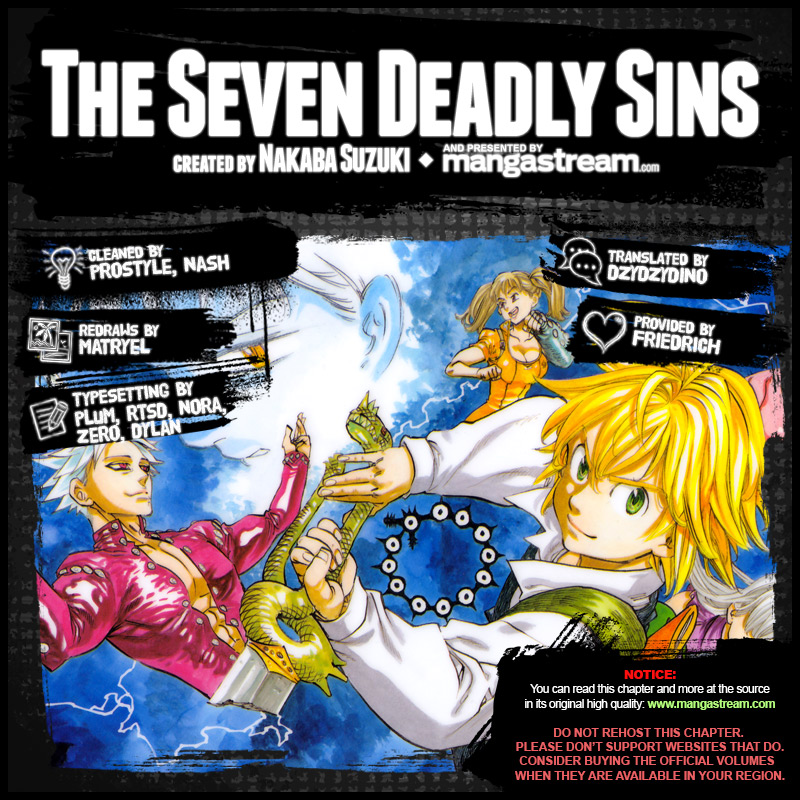 THE SEVEN DEADLY SINS
CREATED BY NAKABA SUZUKI ◆ AND PRESENTED BY mangastream.com
CLEANED BY
PROSTYLE, NASH
REDRAWS BY
MATRYEL
TYPESETTING BY
PLUM, RTSD, NORA,
ZERO, DYLAN
TRANSLATED BY
DZYDZYDINO
PROVIDED BY
FRIEDRICH
NOTICE:
You can read this chapter and more at the source
in its original high quality: www.mangastream.com
DO NOT REHOST THIS CHAPTER.
PLEASE DON'T SUPPORT WEBSITES THAT DO.
CONSIDER BUYING THE OFFICIAL VOLUMES
WHEN THEY ARE AVAILABLE IN YOUR REGION.